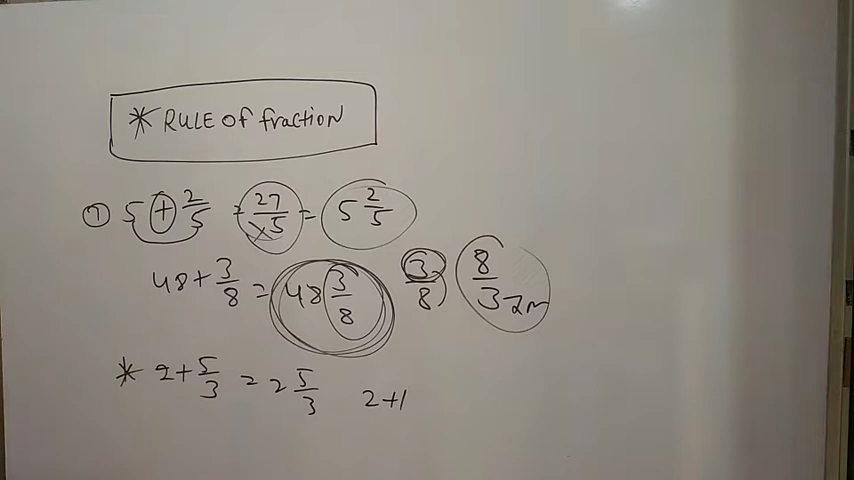 * RULE of fraction
① 5 + 2/5 = 27/5 = 5 2/5
48 + 3/8 = 48 3/8 3/8 8/3
* 2 + 5/3 = 2 5/3 2+1